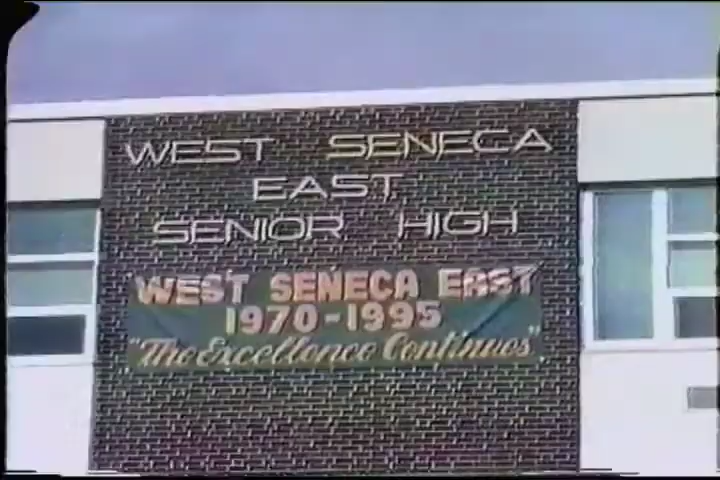 WEST SENECA
EAST
SENIOR HIGH
WEST SENECA EAST
1970-1995
"The Excellence Continues"